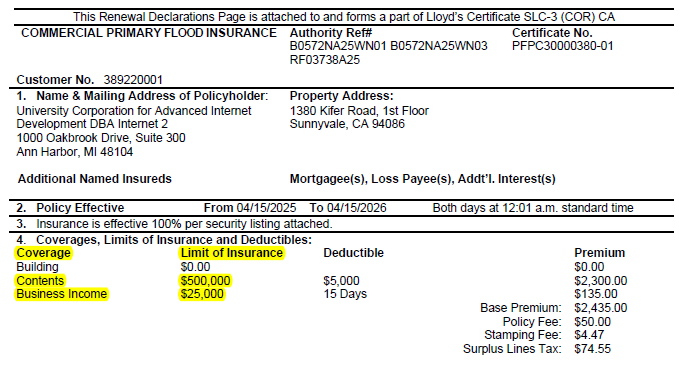 This Renewal Declarations Page is attached to and forms a part of Lloyd's Certificate SLC-3 (COR) CA
COMMERCIAL PRIMARY FLOOD INSURANCE Authority Ref# Certificate No.
B0572NA25WN01 B0572NA25WN03 PFPC30000380-01
RF03738A25
Customer No. 389220001
1. Name & Mailing Address of Policyholder: Property Address:
University Corporation for Advanced Internet 1380 Kifer Road, 1st Floor
Development DBA Internet 2 Sunnyvale, CA 94086
1000 Oakbrook Drive, Suite 300
Ann Harbor, MI 48104
Additional Named Insureds Mortgagee(s), Loss Payee(s), Addt'l. Interest(s)
2. Policy Effective From 04/15/2025 To 04/15/2026 Both days at 12:01 a.m. standard time
3. Insurance is effective 100% per security listing attached.
4. Coverages, Limits of Insurance and Deductibles:
Coverage Limit of Insurance Deductible Premium
Building $0.00 $0.00
Contents $500,000 $5,000 $2,300.00
Business Income $25,000 15 Days $135.00
Base Premium: $2,435.00
Policy Fee: $50.00
Stamping Fee: $4.47
Surplus Lines Tax: $74.55